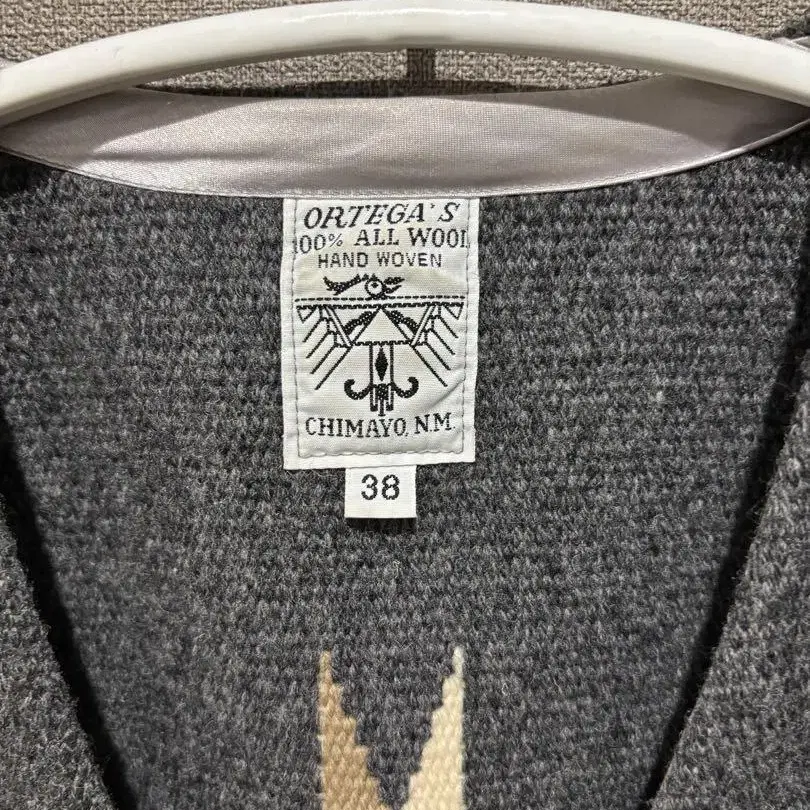 ORTEGA'S
100% ALL WOOL
HAND WOVEN
CHIMAYO, N.M.
38